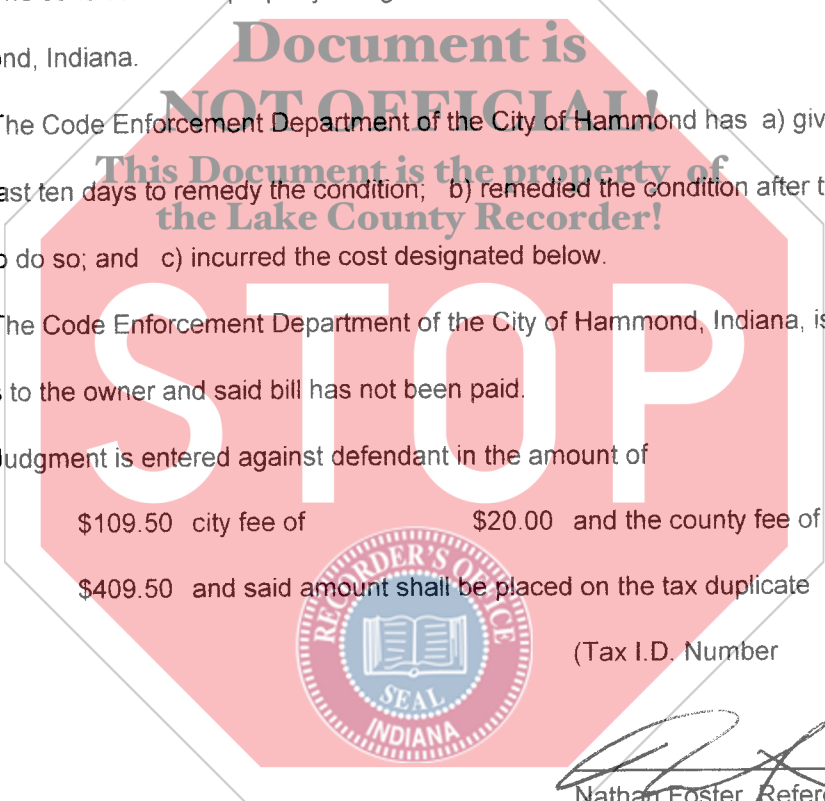 Document is
ond, Indiana.
NOT OFFICIAL!
The Code Enforcement Department of the City of Hammond has a) giv
This Document is the property of
ast ten days to remedy the condition; b) remedied the condition after t
the Lake County Recorder!
o do so; and c) incurred the cost designated below.
The Code Enforcement Department of the City of Hammond, Indiana, is
s to the owner and said bill has not been paid.
STOP
Judgment is entered against defendant in the amount of
$109.50 city fee of $20.00 and the county fee of
$409.50 and said amount shall be placed on the tax duplicate
RECORDER'S OFFICE
(Tax I.D. Number
SEAL
INDIANA
Nathan Foster, Refere